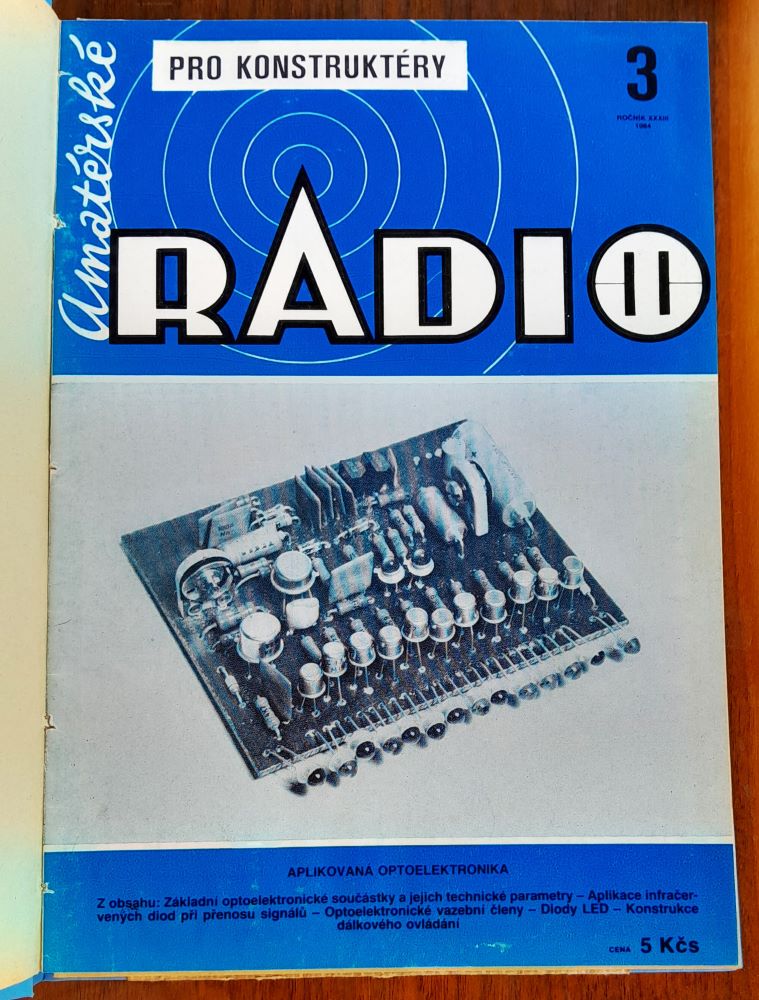 PRO KONSTRUKTÉRY
3
ROČNÍK XXXIII
1984
Amatérské
RADIO
APLIKOVANÁ OPTOELEKTRONIKA
Z obsahu: Základní optoelektronické součástky a jejich technické parametry – Aplikace infračer-
vených diod při přenosu signálů – Optoelektronické vazební členy – Diody LED – Konstrukce
dálkového ovládání
CENA 5 Kčs